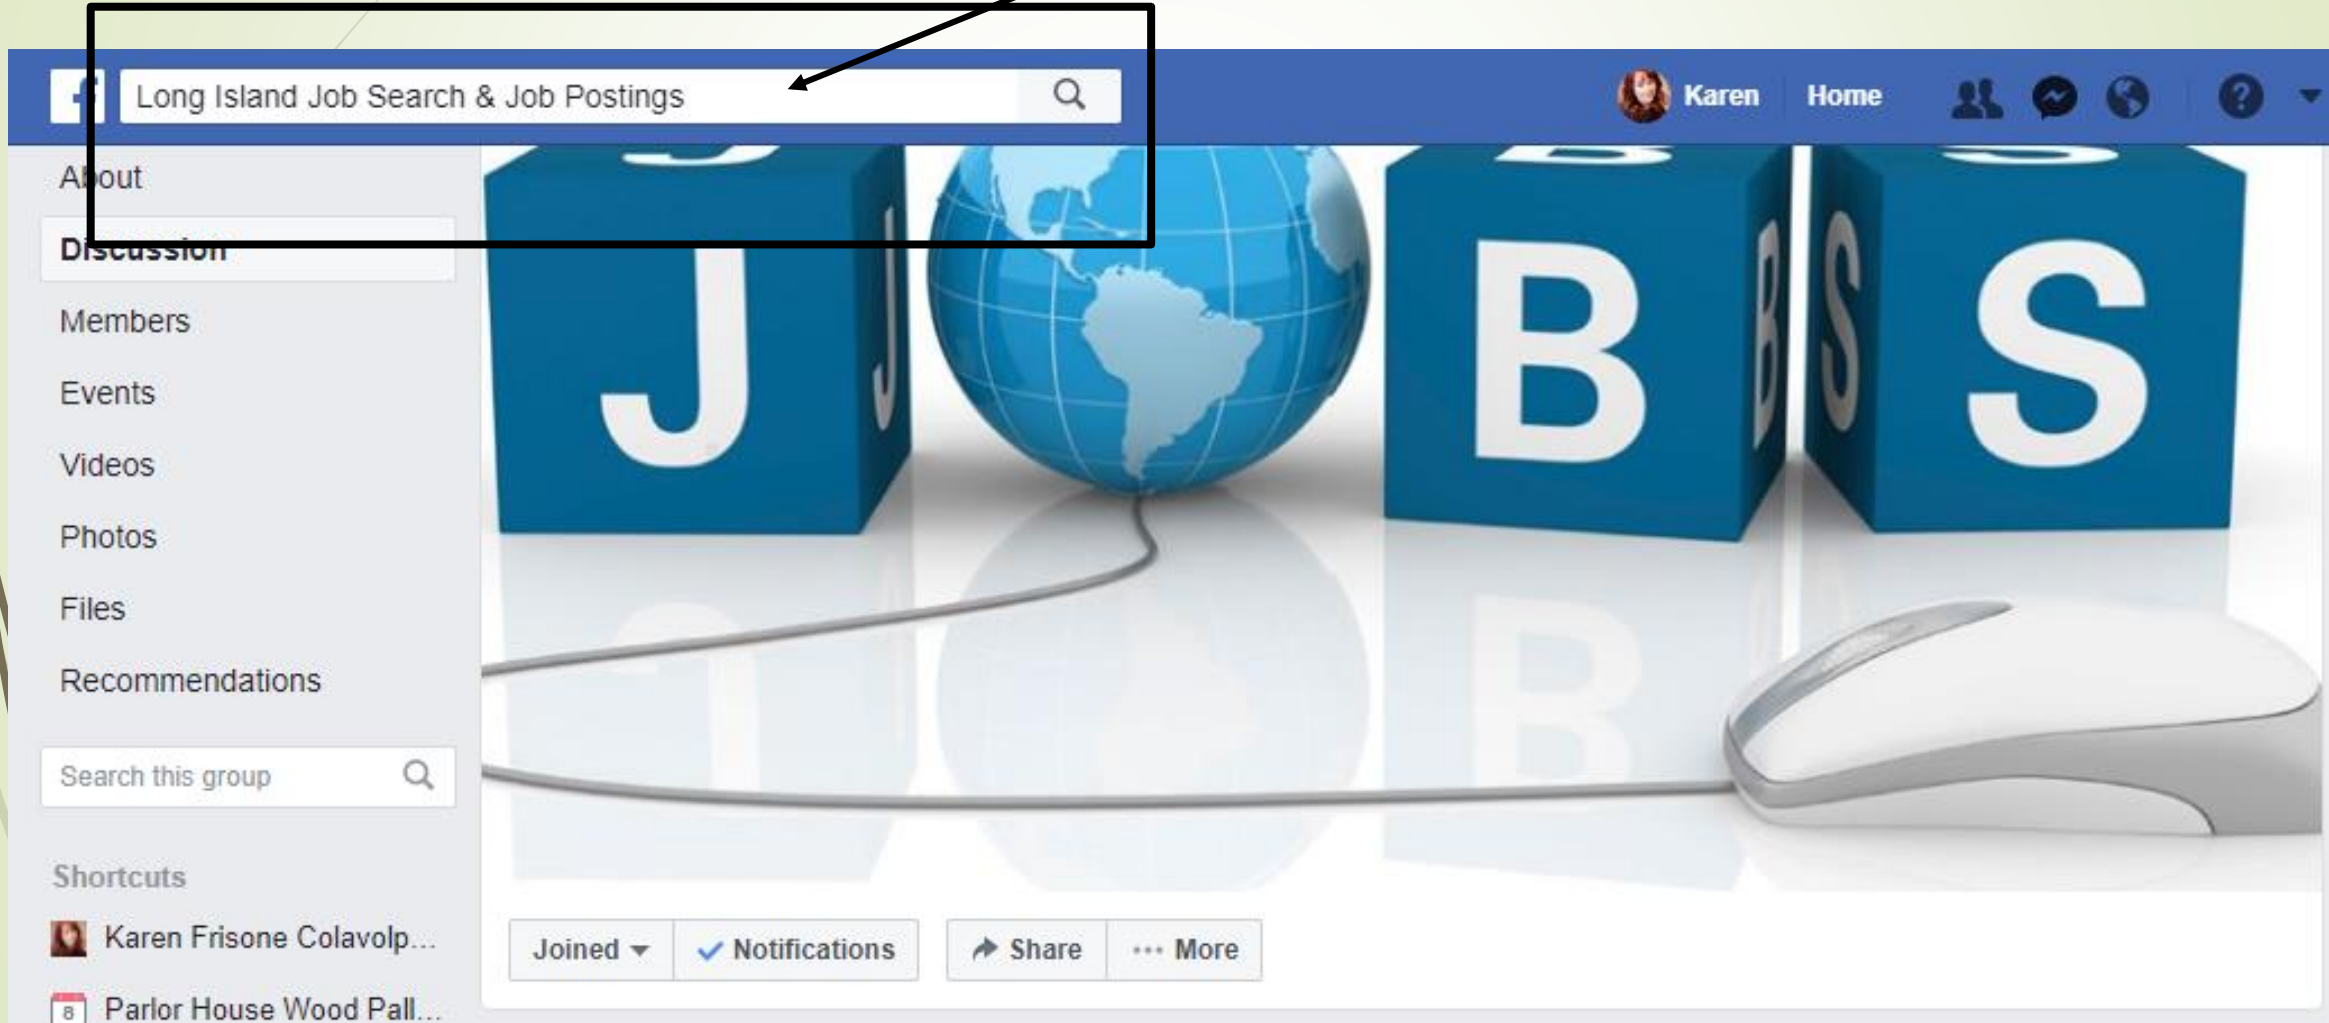 f Long Island Job Search & Job Postings Karen Home
About
Discussion
Members
Events
Videos
Photos
Files
Recommendations
Search this group
Shortcuts
Karen Frisone Colavolp...
8 Parlor House Wood Pall...
J J B B S S
J B
Joined Notifications Share ... More